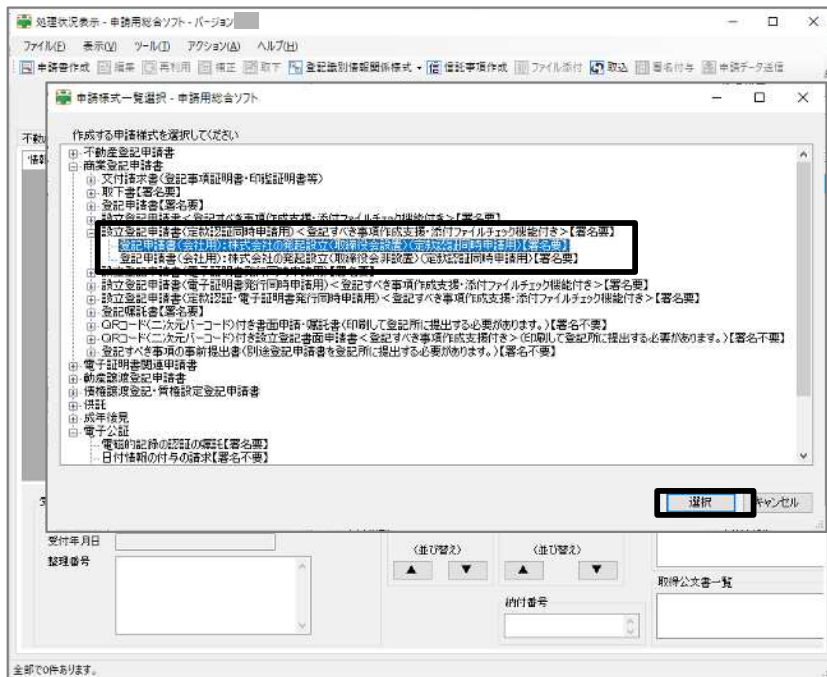 処理状況表示 - 申請用総合ソフト - バージョン
ファイル(F) 表示(V) ツール(T) アクション(A) ヘルプ(H)
申請書作成 編集 再利用 補正 取下 登記識別情報関係様式 信託事項作成 ファイル添付 取込 署名付与 申請データ送信
申請様式一覧選択 - 申請用総合ソフト
不動
作成する申請様式を選択してください
不動産登記申請書
商業登記申請書
交付請求書(登記事項証明書・印鑑証明書等)
取下書【署名要】
登記申請書【署名要】
設立登記申請書<登記すべき事項作成支援・添付ファイルチェック機能付き>【署名要】
設立登記申請書(定款認証同時申請用)<登記すべき事項作成支援・添付ファイルチェック機能付き>【署名要】
登記申請書(会社用):株式会社の発起設立(取締役会設置)(定款認証同時申請用)【署名要】
登記申請書(会社用):株式会社の発起設立(取締役会非設置)(定款認証同時申請用)【署名要】
設立登記申請書(電子証明書発行同時申請用)【署名要】
設立登記申請書(電子証明書発行同時申請用)<登記すべき事項作成支援・添付ファイルチェック機能付き>【署名要】
設立登記申請書(定款認証・電子証明書発行同時申請用)<登記すべき事項作成支援・添付ファイルチェック機能付き>【署名要】
登記嘱託書【署名要】
QRコード(二次元バーコード)付き書面申請・嘱託書(印刷して登記所に提出する必要があります。)【署名不要】
QRコード(二次元バーコード)付き設立登記書面申請書<登記すべき事項作成支援付き>(印刷して登記所に提出する必要があります。)【署名不要】
登記すべき事項の事前提出書(別途登記申請書を登記所に提出する必要があります。)【署名不要】
電子証明書関連申請書
動産譲渡登記申請書
債権譲渡登記・質権設定登記申請書
供託
成年後見
電子公証
電磁的記録の認証の嘱託【署名要】
日付情報の付与の請求【署名不要】
選択 キャンセル
受付年月日
整理番号
(並び替え) (並び替え)
▲ ▼ ▲ ▼
納付番号
取得公文書一覧
全部で0件あります。